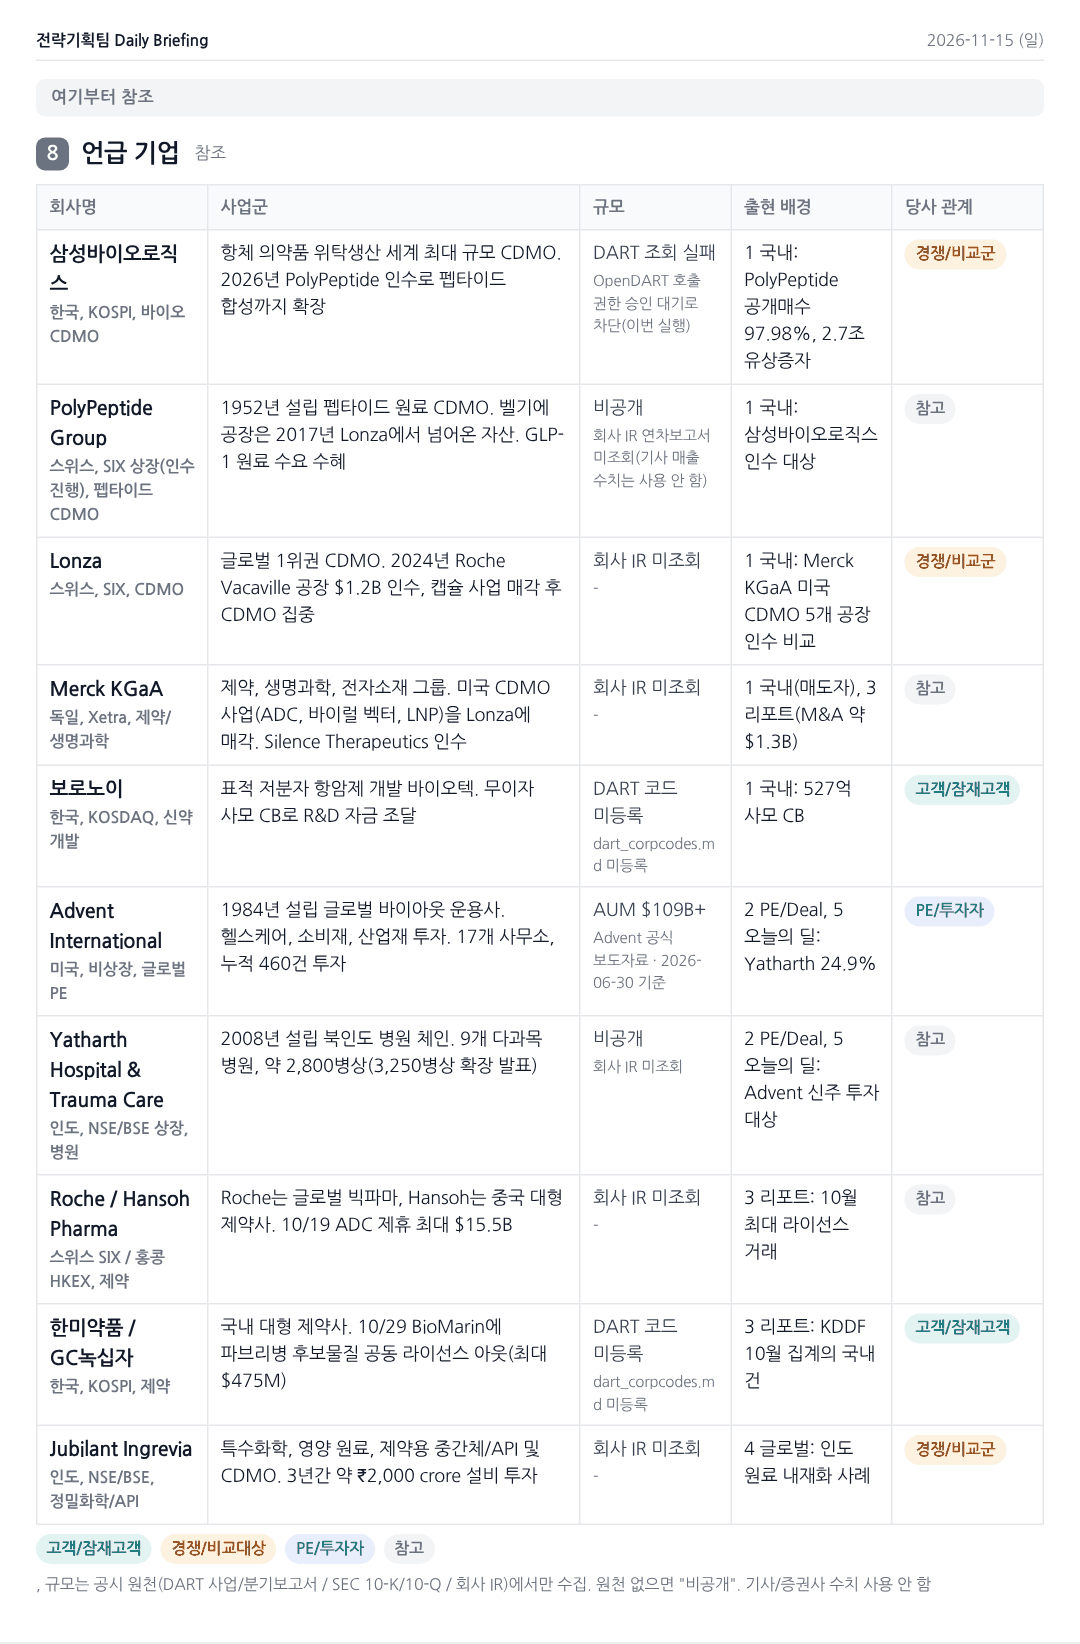 전략기획팀 Daily Briefing
2026-11-15 (일)
여기부터 참조
8 언급 기업 참조
회사명 사업군 규모 출현 배경 당사 관계
삼성바이오로직
스
한국, KOSPI, 바이오
CDMO
항체 의약품 위탁생산 세계 최대 규모 CDMO.
2026년 PolyPeptide 인수로 펩타이드
합성까지 확장
DART 조회 실패
OpenDART 호출
권한 승인 대기로
차단(이번 실행)
1 국내:
PolyPeptide
공개매수
97.98%, 2.7조
유상증자
경쟁/비교군
PolyPeptide
Group
스위스, SIX 상장(인수
진행), 펩타이드
CDMO
1952년 설립 펩타이드 원료 CDMO. 벨기에
공장은 2017년 Lonza에서 넘어온 자산. GLP-
1 원료 수요 수혜
비공개
회사 IR 연차보고서
미조회(기사 매출
수치는 사용 안 함)
1 국내:
삼성바이오로직스
인수 대상
참고
Lonza
스위스, SIX, CDMO
글로벌 1위권 CDMO. 2024년 Roche
Vacaville 공장 $1.2B 인수, 캡슐 사업 매각 후
CDMO 집중
회사 IR 미조회
-
1 국내: Merck
KGaA 미국
CDMO 5개 공장
인수 비교
경쟁/비교군
Merck KGaA
독일, Xetra, 제약/
생명과학
제약, 생명과학, 전자소재 그룹. 미국 CDMO
사업(ADC, 바이럴 벡터, LNP)을 Lonza에
매각. Silence Therapeutics 인수
회사 IR 미조회
-
1 국내(매도자), 3
리포트(M&A 약
$1.3B)
참고
보로노이
한국, KOSDAQ, 신약
개발
표적 저분자 항암제 개발 바이오텍. 무이자
사모 CB로 R&D 자금 조달
DART 코드
미등록
dart_corpcodes.m
d 미등록
1 국내: 527억
사모 CB
고객/잠재고객
Advent
International
미국, 비상장, 글로벌
PE
1984년 설립 글로벌 바이아웃 운용사.
헬스케어, 소비재, 산업재 투자. 17개 사무소,
누적 460건 투자
AUM $109B+
Advent 공식
보도자료 · 2026-
06-30 기준
2 PE/Deal, 5
오늘의 딜:
Yatharth 24.9%
PE/투자자
Yatharth
Hospital &
Trauma Care
인도, NSE/BSE 상장,
병원
2008년 설립 북인도 병원 체인. 9개 다과목
병원, 약 2,800병상(3,250병상 확장 발표)
비공개
회사 IR 미조회
2 PE/Deal, 5
오늘의 딜:
Advent 신주 투자
대상
참고
Roche / Hansoh
Pharma
스위스 SIX / 홍콩
HKEX, 제약
Roche는 글로벌 빅파마, Hansoh는 중국 대형
제약사. 10/19 ADC 제휴 최대 $15.5B
회사 IR 미조회
-
3 리포트: 10월
최대 라이선스
거래
참고
한미약품 /
GC녹십자
한국, KOSPI, 제약
국내 대형 제약사. 10/29 BioMarin에
파브리병 후보물질 공동 라이선스 아웃(최대
$475M)
DART 코드
미등록
dart_corpcodes.m
d 미등록
3 리포트: KDDF
10월 집계의 국내
건
고객/잠재고객
Jubilant Ingrevia
인도, NSE/BSE,
정밀화학/API
특수화학, 영양 원료, 제약용 중간체/API 및
CDMO. 3년간 약 ₹2,000 crore 설비 투자
회사 IR 미조회
-
4 글로벌: 인도
원료 내재화 사례
경쟁/비교군
고객/잠재고객 경쟁/비교대상 PE/투자자 참고
, 규모는 공시 원천(DART 사업/분기보고서 / SEC 10-K/10-Q / 회사 IR)에서만 수집. 원천 없으면 "비공개". 기사/증권사 수치 사용 안 함